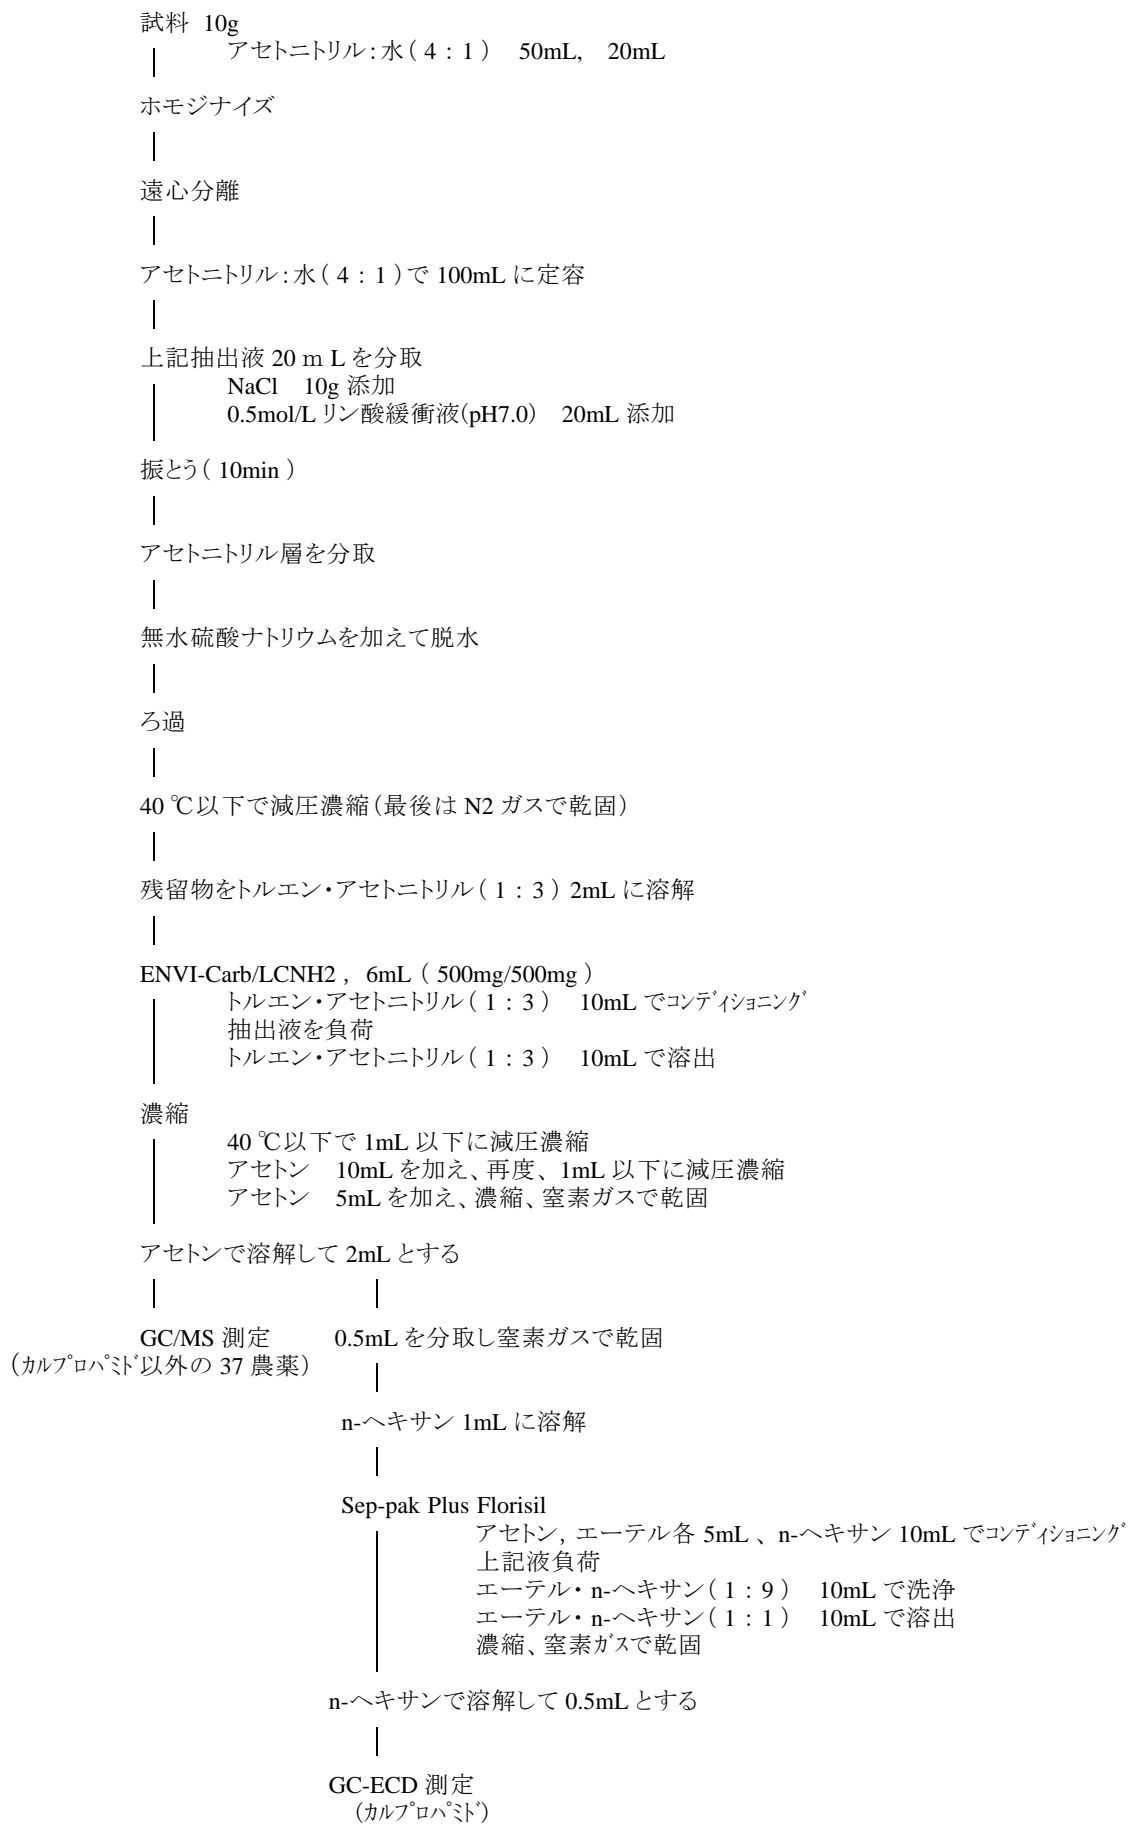 試料 10g
アセトニトリル:水( 4 : 1 ) 50mL, 20mL
ホモジナイズ
遠心分離
アセトニトリル:水( 4 : 1 )で 100mL に定容
上記抽出液 20 ｍ L を分取
NaCl 10g 添加
0.5mol/L リン酸緩衝液(pH7.0) 20mL 添加
振とう( 10min )
アセトニトリル層を分取
無水硫酸ナトリウムを加えて脱水
ろ過
40 ℃以下で減圧濃縮(最後は N2 ガスで乾固)
残留物をトルエン・アセトニトリル( 1 : 3 ) 2mL に溶解
ENVI-Carb/LCNH2 , 6mL ( 500mg/500mg )
トルエン・アセトニトリル( 1 : 3 ) 10mL でｺﾝﾃﾞｨｼｮﾆﾝｸﾞ
抽出液を負荷
トルエン・アセトニトリル( 1 : 3 ) 10mL で溶出
濃縮
40 ℃以下で 1mL 以下に減圧濃縮
アセトン 10mL を加え、再度、 1mL 以下に減圧濃縮
アセトン 5mL を加え、濃縮、窒素ガスで乾固
アセトンで溶解して 2mL とする
GC/MS 測定 0.5mL を分取し窒素ガスで乾固
(ｶﾙﾌﾟﾛﾊﾟﾐﾄﾞ以外の 37 農薬)
n-ヘキサン 1mL に溶解
Sep-pak Plus Florisil
アセトン, エーテル各 5mL 、 n-ヘキサン 10mL でｺﾝﾃﾞｨｼｮﾆﾝｸﾞ
上記液負荷
エーテル・ n-ヘキサン( 1 : 9 ) 10mL で洗浄
エーテル・ n-ヘキサン( 1 : 1 ) 10mL で溶出
濃縮、窒素ｶﾞｽで乾固
n-ヘキサンで溶解して 0.5mL とする
GC-ECD 測定
(ｶﾙﾌﾟﾛﾊﾟﾐﾄﾞ)